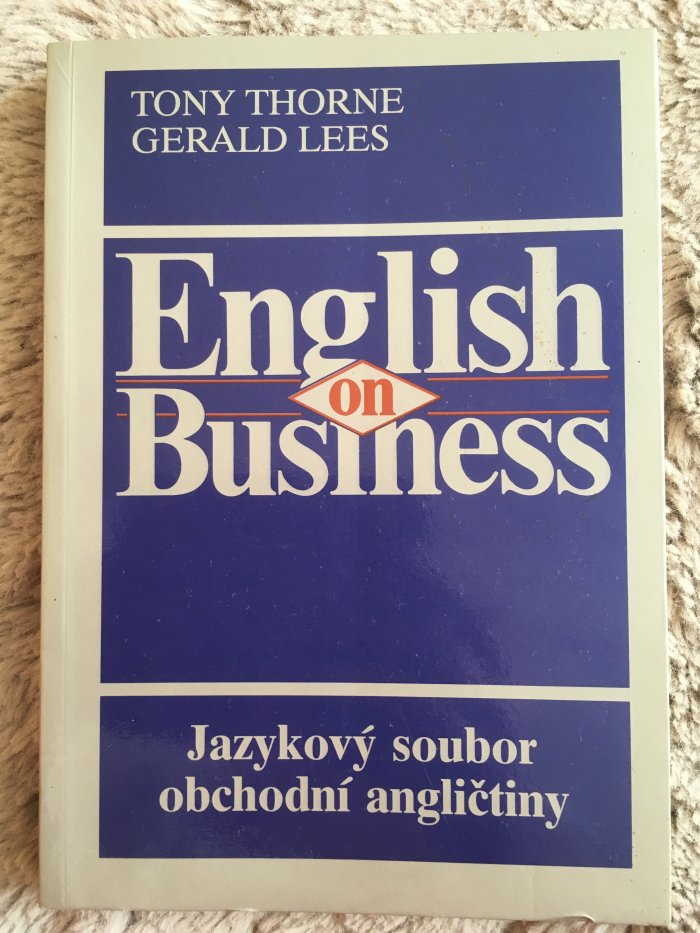 TONY THORNE
GERALD LEES
English
on
Business
Jazykový soubor
obchodní angličtiny